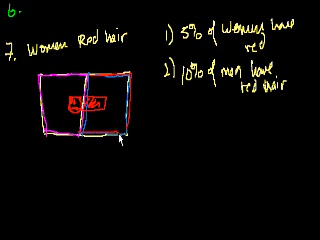 6.
7. Women Red hair
1) 5% of women have
red
2) 10% of men have
red hair